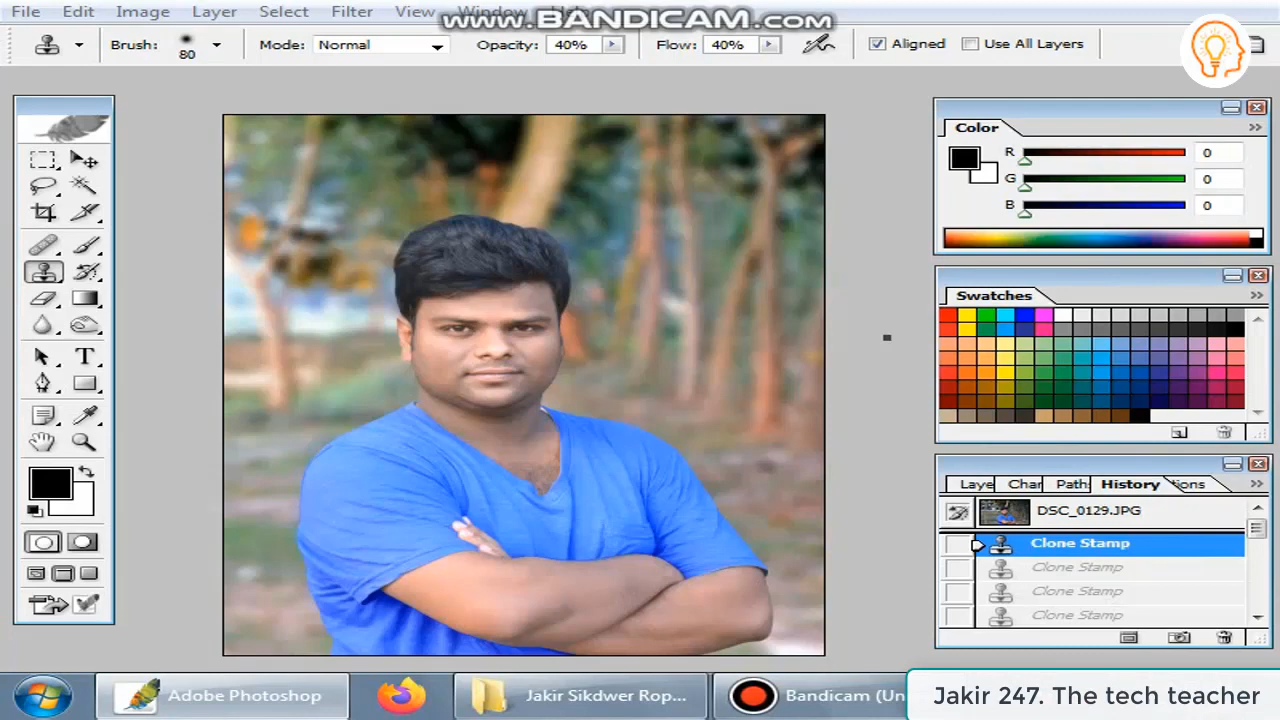 File Edit Image Layer Select Filter View Window Help
www.BANDICAM.com
Brush: 80 Mode: Normal Opacity: 40% Flow: 40% Aligned Use All Layers
Color
R 0
G 0
B 0
Swatches
Laye Char Paths History tions
DSC_0129.JPG
Clone Stamp
Clone Stamp
Clone Stamp
Clone Stamp
Adobe Photoshop Jakir Sikdwer Rop... Bandicam (Un
Jakir 247. The tech teacher